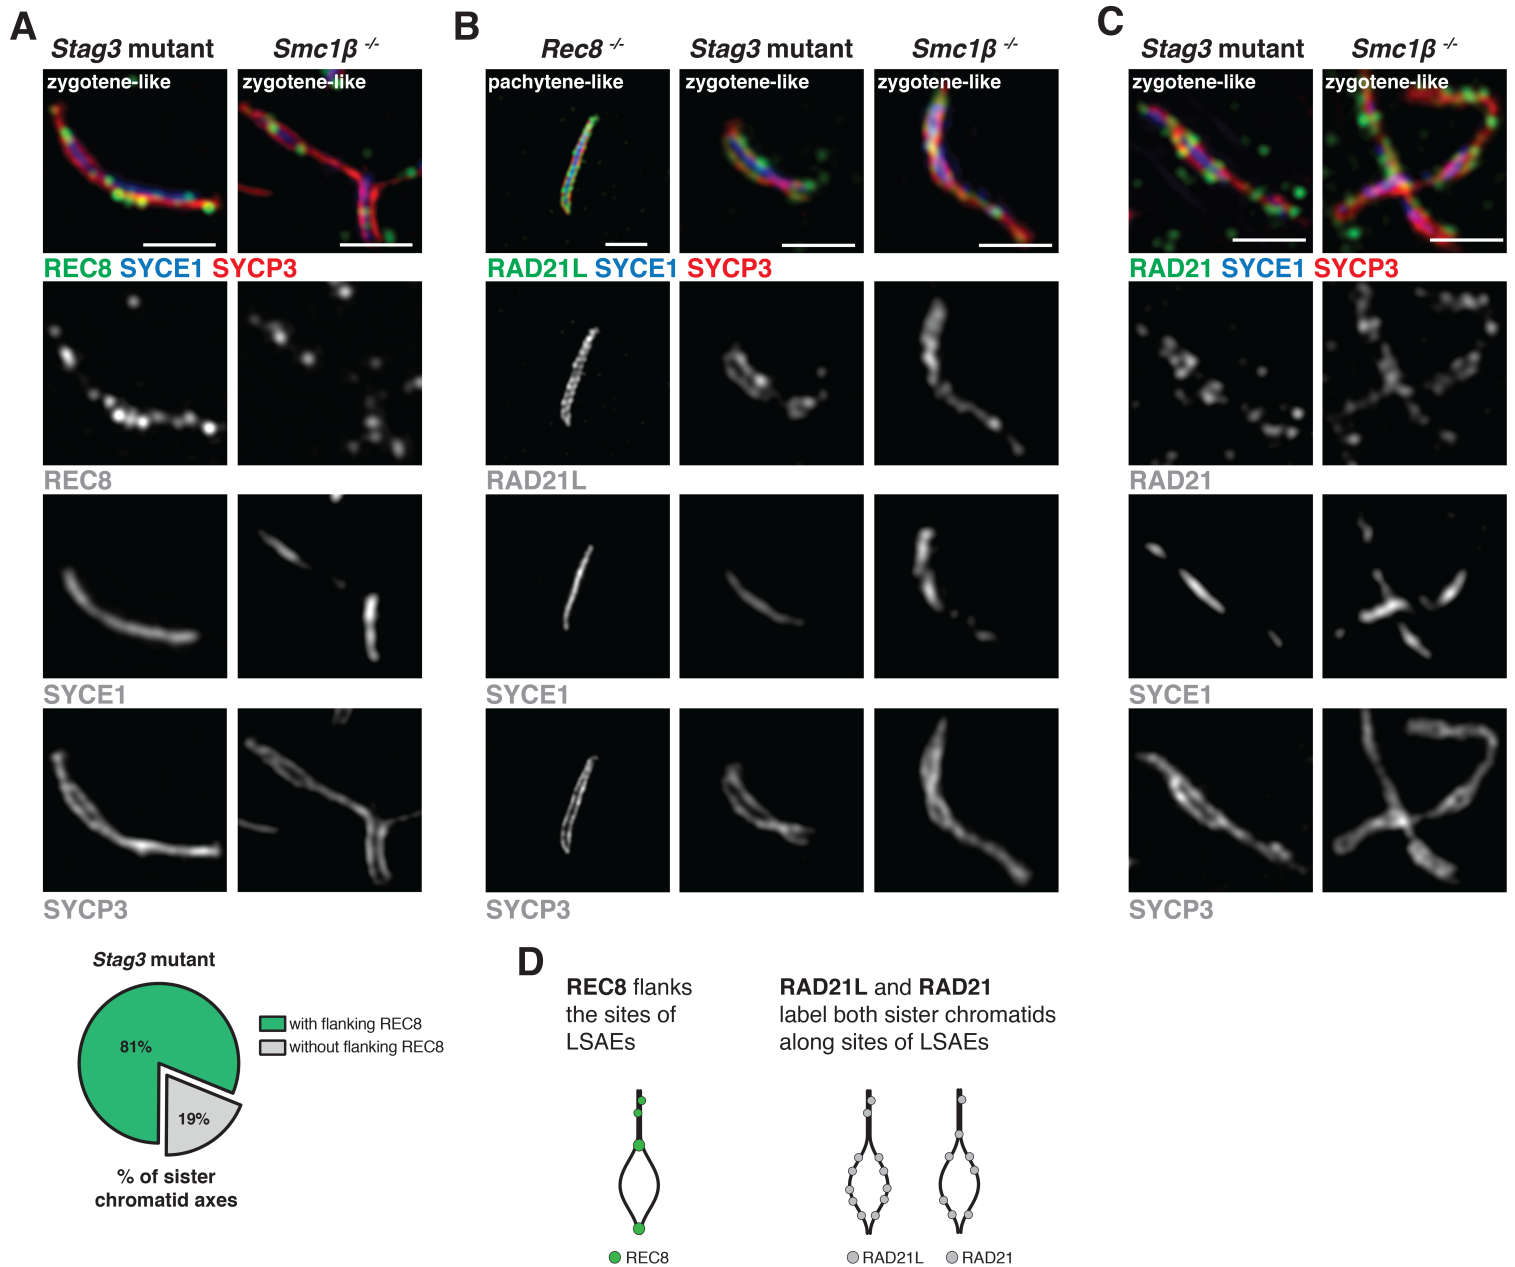 A
Stag3 mutant
Smc1β -/-
zygotene-like
zygotene-like
REC8 SYCE1 SYCP3
REC8
SYCE1
SYCP3
Stag3 mutant
81%
19%
with flanking REC8
without flanking REC8
% of sister
chromatid axes
B
Rec8 -/-
Stag3 mutant
Smc1β -/-
pachytene-like
zygotene-like
zygotene-like
RAD21L SYCE1 SYCP3
RAD21L
SYCE1
SYCP3
C
Stag3 mutant
Smc1β -/-
zygotene-like
zygotene-like
RAD21 SYCE1 SYCP3
RAD21
SYCE1
SYCP3
D
REC8 flanks
the sites of
LSAEs
REC8
RAD21L and RAD21
label both sister chromatids
along sites of LSAEs
RAD21L
RAD21